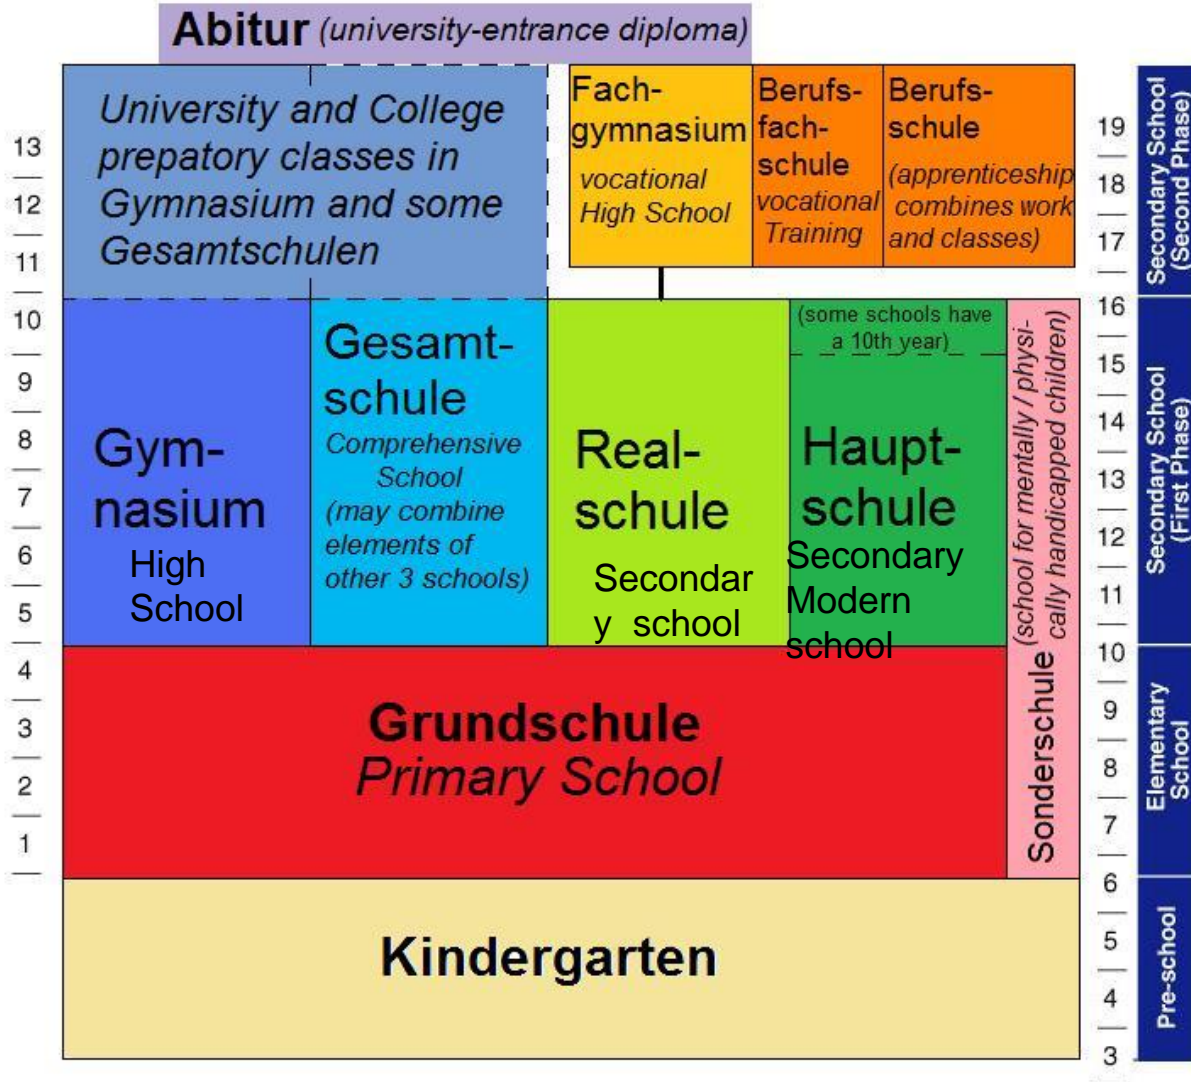 Abitur (university-entrance diploma)
University and College
prepatory classes in
Gymnasium and some
Gesamtschulen
Fach-
gymnasium
vocational
High School
Berufs-
fach-
schule
vocational
Training
Berufs-
schule
(apprenticeship
combines work
and classes)
13
12
11
10
9
8
7
6
5
4
3
2
1
Gym-
nasium
High
School
Gesamt-
schule
Comprehensive
School
(may combine
elements of
other 3 schools)
Real-
schule
Secondar
y school
(some schools have
a 10th year)
Haupt-
schule
Secondary
Modern
school
Sonderschule (school for mentally / physi-
cally handicapped children)
Grundschule
Primary School
Kindergarten
19
18
17
16
15
14
13
12
11
10
9
8
7
6
5
4
3
Secondary School
(Second Phase)
Secondary School
(First Phase)
Elementary
School
Pre-school